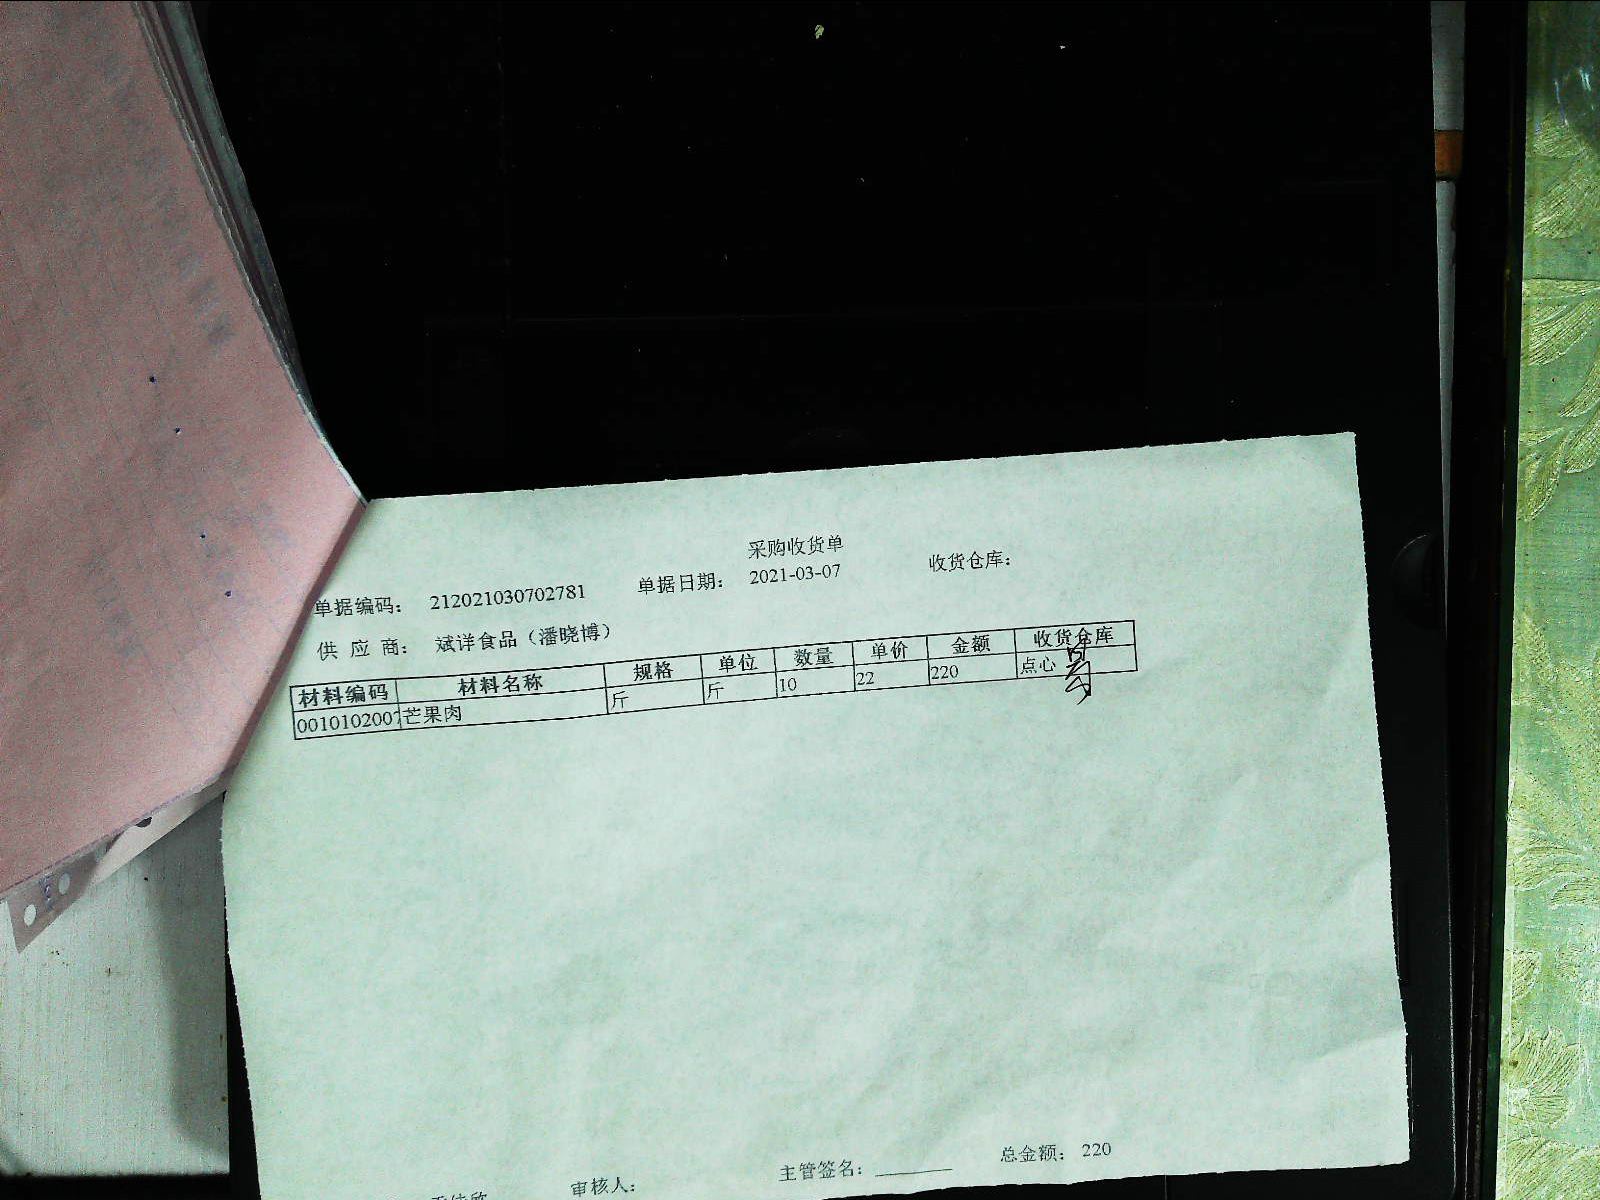 采购收货单
单据编码： 212021030702781 单据日期： 2021-03-07 收货仓库：
供 应 商： 斌洋食品（潘晓博）
材料编码 材料名称 规格 单位 数量 单价 金额 收货仓库
0010102007 芒果肉 斤 斤 10 22 220 点心
审核人： 主管签名： 总金额： 220